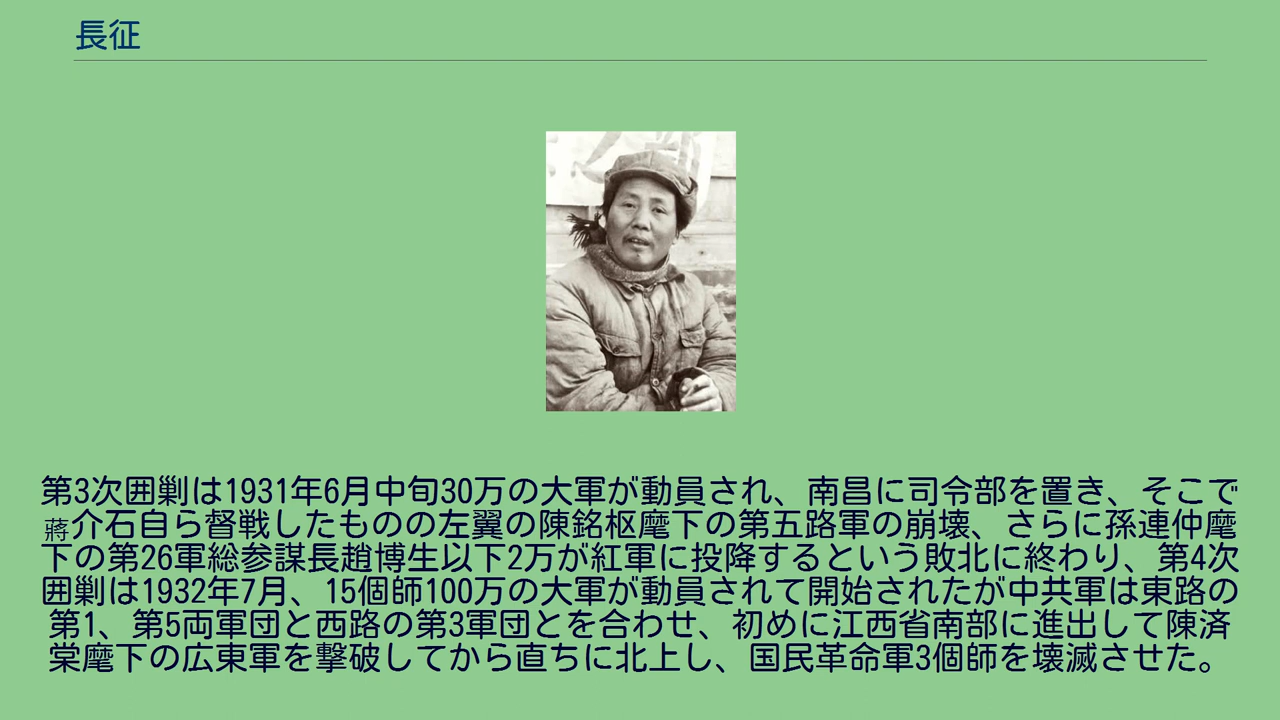 長征
第3次囲剿は1931年6月中旬30万の大軍が動員され、南昌に司令部を置き、そこで
蔣介石自ら督戦したものの左翼の陳銘枢麾下の第五路軍の崩壊、さらに孫連仲麾
下の第26軍総参謀長趙博生以下2万が紅軍に投降するという敗北に終わり、第4次
囲剿は1932年7月、15個師100万の大軍が動員されて開始されたが中共軍は東路の
第1、第5両軍団と西路の第3軍団とを合わせ、初めに江西省南部に進出して陳済
棠麾下の広東軍を撃破してから直ちに北上し、国民革命軍3個師を壊滅させた。